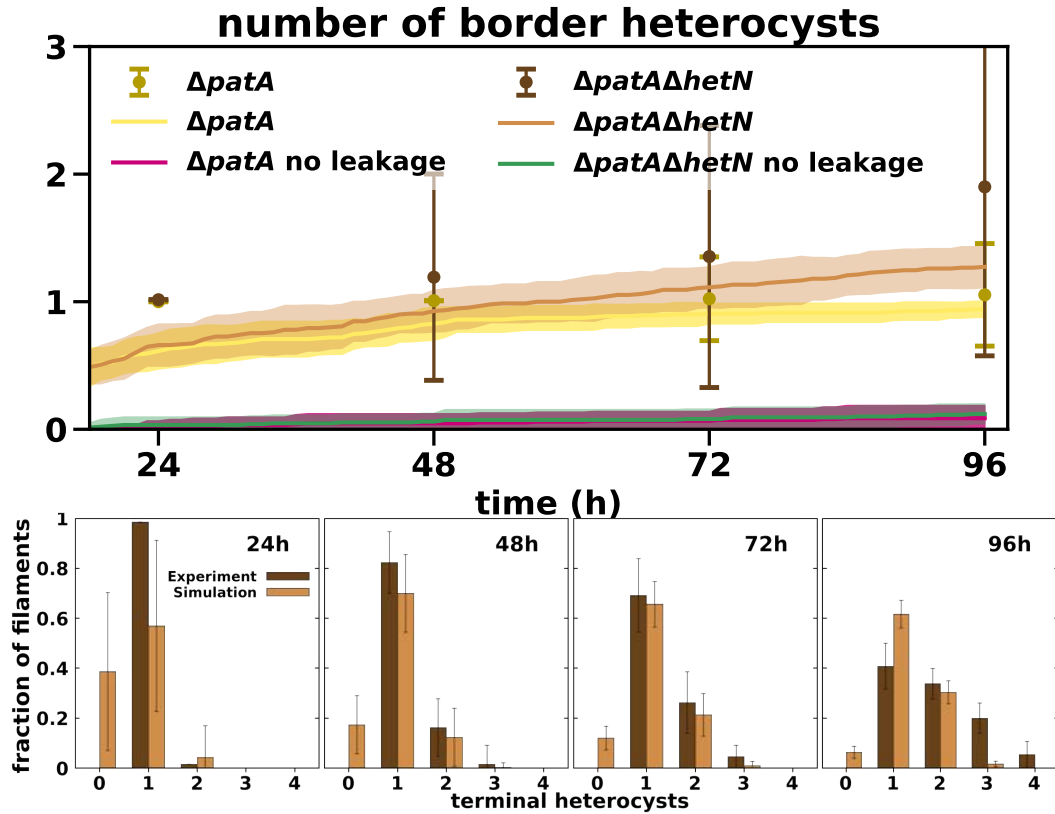 number of border heterocysts
3
ΔpatA
ΔpatAΔhetN
ΔpatA
ΔpatAΔhetN
2
ΔpatA no leakage
ΔpatAΔhetN no leakage
1
0
24
48
72
96
time (h)
fraction of filaments
1
0.8
0.6
0.4
0.2
0
24h
Experiment
Simulation
48h
72h
96h
0 1 2 3 4
0 1 2 3 4
0 1 2 3 4
0 1 2 3 4
terminal heterocysts